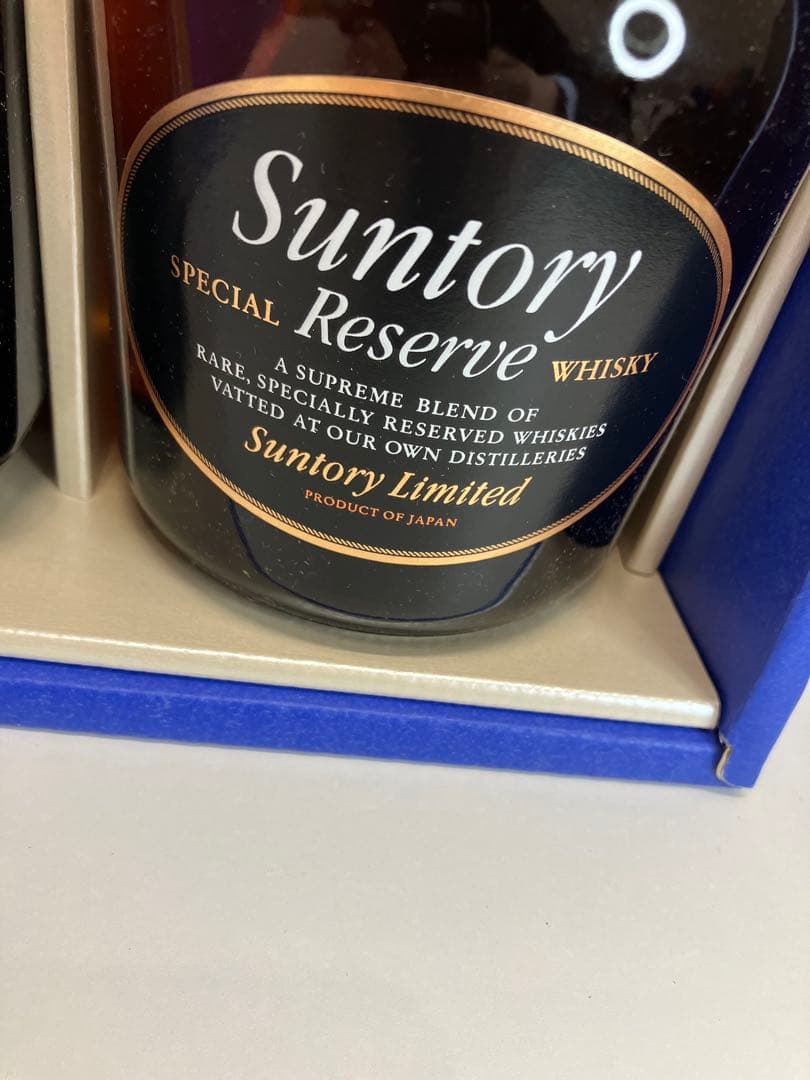 Suntory
SPECIAL Reserve WHISKY
A SUPREME BLEND OF
RARE, SPECIALLY RESERVED WHISKIES
VATTED AT OUR OWN DISTILLERIES
Suntory Limited
PRODUCT OF JAPAN